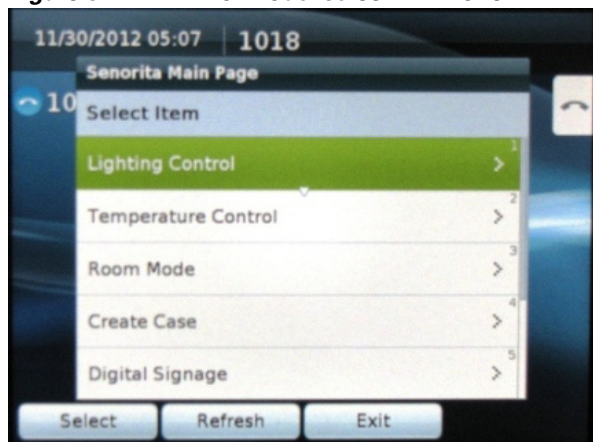 11/30/2012 05:07 1018
Senorita Main Page
10
Select Item
Lighting Control 1
Temperature Control 2
Room Mode 3
Create Case 4
Digital Signage 5
Select Refresh Exit